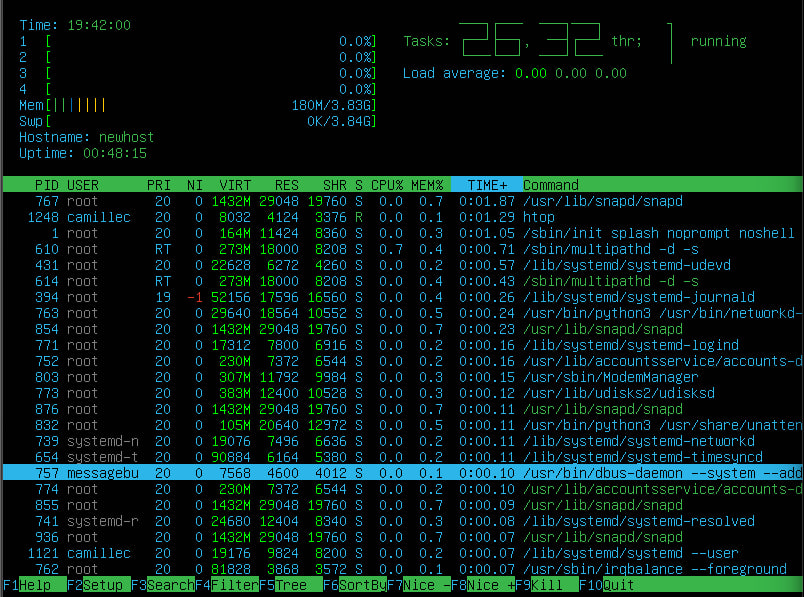 Time: 19:42:00
1 [ 0.0%] Tasks: 26, 32 thr; 1 running
2 [ 0.0%]
3 [ 0.0%] Load average: 0.00 0.00 0.00
4 [ 0.0%]
Mem[||||||| 180M/3.83G]
Swp[ 0K/3.84G]
Hostname: newhost
Uptime: 00:48:15
PID USER PRI NI VIRT RES SHR S CPU% MEM% TIME+ Command
767 root 20 0 1432M 29048 19760 S 0.0 0.7 0:01.87 /usr/lib/snapd/snapd
1248 camillec 20 0 8032 4124 3376 R 0.0 0.1 0:01.29 htop
1 root 20 0 164M 11424 8360 S 0.0 0.3 0:01.05 /sbin/init splash noprompt noshell
610 root RT 0 273M 18000 8208 S 0.7 0.4 0:00.71 /sbin/multipathd -d -s
431 root 20 0 22628 6272 4260 S 0.0 0.2 0:00.57 /lib/systemd/systemd-udevd
614 root RT 0 273M 18000 8208 S 0.0 0.4 0:00.43 /sbin/multipathd -d -s
394 root 19 -1 52156 17596 16560 S 0.0 0.4 0:00.26 /lib/systemd/systemd-journald
763 root 20 0 29640 18564 10552 S 0.0 0.5 0:00.24 /usr/bin/python3 /usr/bin/networkd-
854 root 20 0 1432M 29048 19760 S 0.0 0.7 0:00.23 /usr/lib/snapd/snapd
771 root 20 0 17312 7800 6916 S 0.0 0.2 0:00.16 /lib/systemd/systemd-logind
752 root 20 0 230M 7372 6544 S 0.0 0.2 0:00.16 /usr/lib/accountsservice/accounts-d
803 root 20 0 307M 11792 9984 S 0.0 0.3 0:00.15 /usr/sbin/ModemManager
773 root 20 0 383M 12400 10528 S 0.0 0.3 0:00.12 /usr/lib/udisks2/udisksd
876 root 20 0 1432M 29048 19760 S 0.0 0.7 0:00.11 /usr/lib/snapd/snapd
832 root 20 0 105M 20640 12972 S 0.0 0.5 0:00.11 /usr/bin/python3 /usr/share/unatten
739 systemd-n 20 0 19076 7496 6636 S 0.0 0.2 0:00.11 /lib/systemd/systemd-networkd
654 systemd-t 20 0 90884 6164 5380 S 0.0 0.2 0:00.11 /lib/systemd/systemd-timesyncd
757 messagebu 20 0 7568 4600 4012 S 0.0 0.1 0:00.10 /usr/bin/dbus-daemon --system --add
774 root 20 0 230M 7372 6544 S 0.0 0.2 0:00.10 /usr/lib/accountsservice/accounts-d
855 root 20 0 1432M 29048 19760 S 0.0 0.7 0:00.09 /usr/lib/snapd/snapd
741 systemd-r 20 0 24680 12404 8340 S 0.0 0.3 0:00.08 /lib/systemd/systemd-resolved
936 root 20 0 1432M 29048 19760 S 0.0 0.7 0:00.07 /usr/lib/snapd/snapd
1121 camillec 20 0 19176 9824 8200 S 0.0 0.2 0:00.07 /lib/systemd/systemd --user
762 root 20 0 81828 3868 3572 S 0.0 0.1 0:00.07 /usr/sbin/irqbalance --foreground
F1Help F2Setup F3SearchF4FilterF5Tree F6SortByF7Nice -F8Nice +F9Kill F10Quit